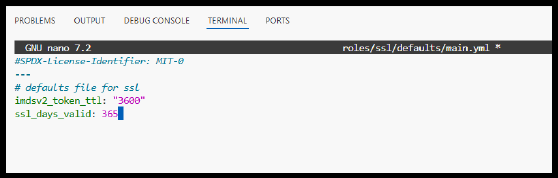 PROBLEMS OUTPUT DEBUG CONSOLE TERMINAL PORTS
GNU nano 7.2 roles/ssl/defaults/main.yml *
#SPDX-License-Identifier: MIT-0
---
# defaults file for ssl
imdsv2_token_ttl: "3600"
ssl_days_valid: 365